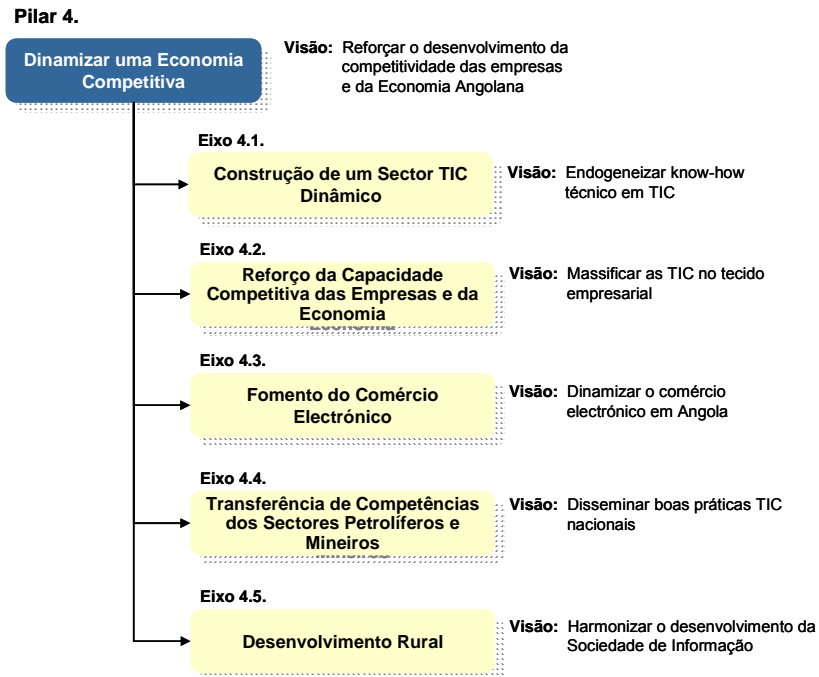 Pilar 4.
Dinamizar uma Economia
Competitiva
Visão: Reforçar o desenvolvimento da
competitividade das empresas
e da Economia Angolana
Eixo 4.1.
Construção de um Sector TIC
Dinâmico
Visão: Endogeneizar know-how
técnico em TIC
Eixo 4.2.
Reforço da Capacidade
Competitiva das Empresas e da
Economia
Visão: Massificar as TIC no tecido
empresarial
Eixo 4.3.
Fomento do Comércio
Electrónico
Visão: Dinamizar o comércio
electrónico em Angola
Eixo 4.4.
Transferência de Competências
dos Sectores Petrolíferos e
Mineiros
Visão: Disseminar boas práticas TIC
nacionais
Eixo 4.5.
Desenvolvimento Rural
Visão: Harmonizar o desenvolvimento da
Sociedade de Informação